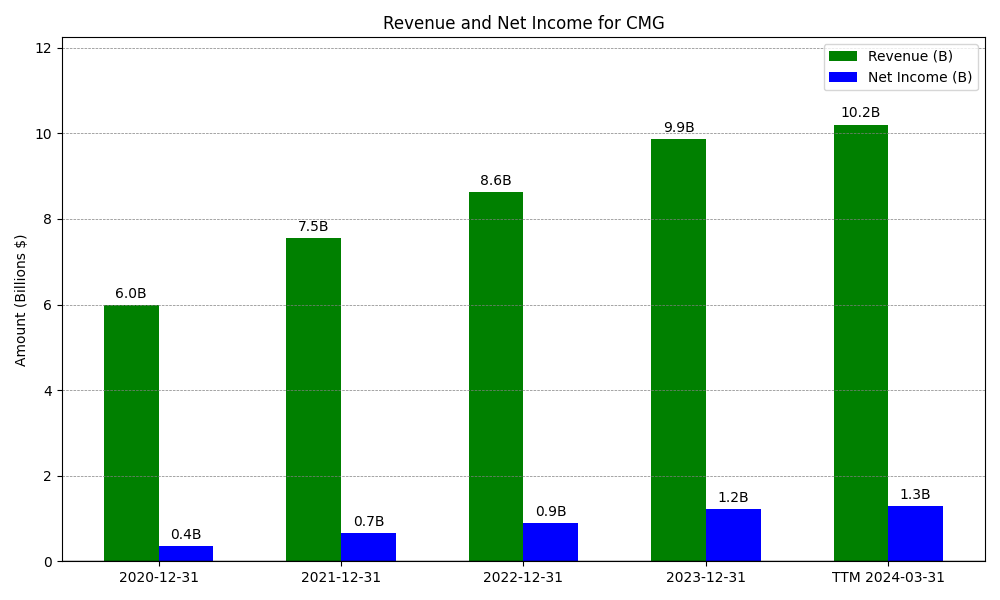 Revenue and Net Income for CMG
Revenue (B)
Net Income (B)
Amount (Billions $)
12
10
8
6
4
2
0
6.0B
0.4B
7.5B
0.7B
8.6B
0.9B
9.9B
1.2B
10.2B
1.3B
2020-12-31
2021-12-31
2022-12-31
2023-12-31
TTM 2024-03-31